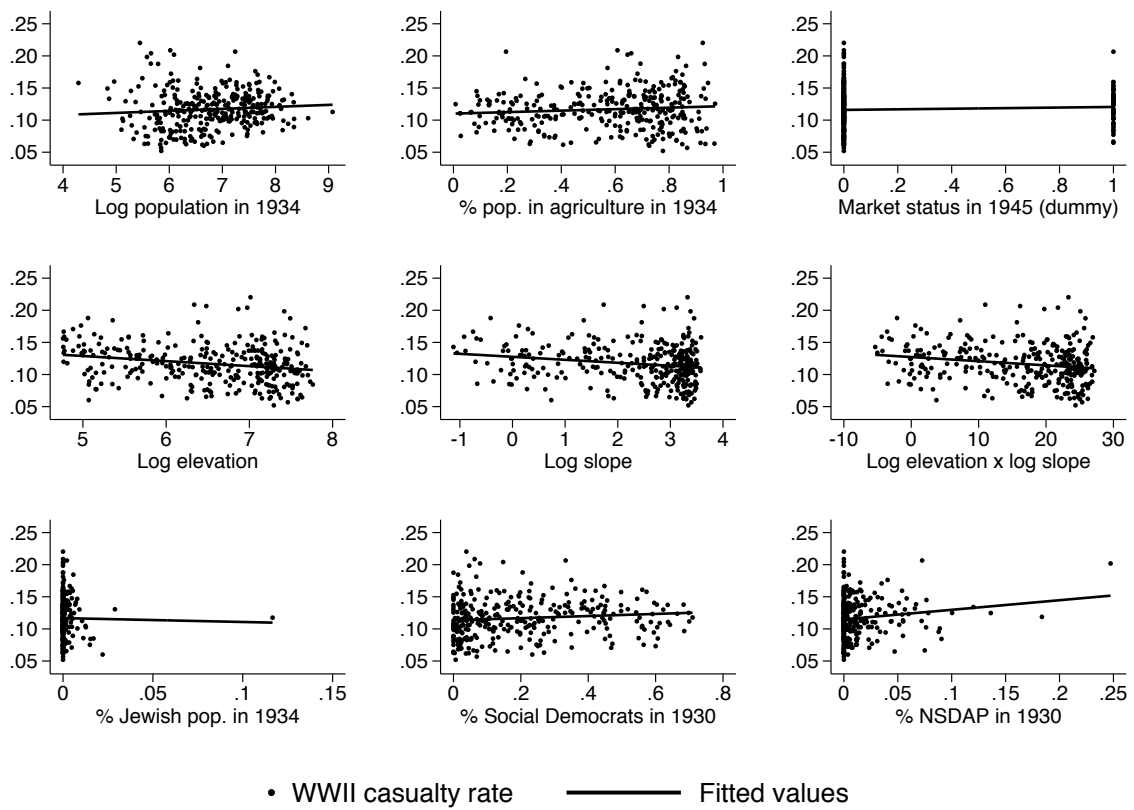 .25
.20
.15
.10
.05
4 5 6 7 8 9
Log population in 1934
.25
.20
.15
.10
.05
0 .2 .4 .6 .8 1
% pop. in agriculture in 1934
.25
.20
.15
.10
.05
0 .2 .4 .6 .8 1
Market status in 1945 (dummy)
.25
.20
.15
.10
.05
5 6 7 8
Log elevation
.25
.20
.15
.10
.05
-1 0 1 2 3 4
Log slope
.25
.20
.15
.10
.05
-10 0 10 20 30
Log elevation x log slope
.25
.20
.15
.10
.05
0 .05 .1 .15
% Jewish pop. in 1934
.25
.20
.15
.10
.05
0 .2 .4 .6 .8
% Social Democrats in 1930
.25
.20
.15
.10
.05
0 .05 .1 .15 .20 .25
% NSDAP in 1930
WWII casualty rate Fitted values